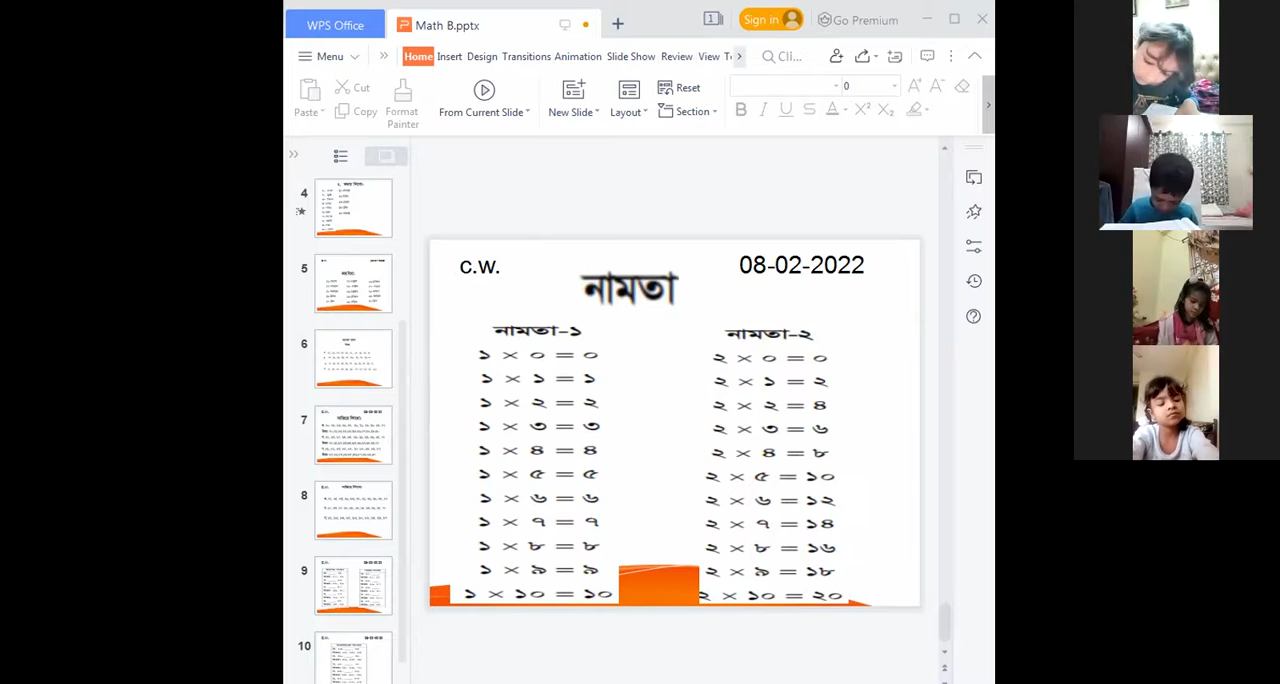 WPS Office
Math B.pptx
Sign in
Go Premium
Menu
Home Insert Design Transitions Animation Slide Show Review View
Cli...
Paste
Cut
Copy
Format Painter
From Current Slide
New Slide
Layout
Reset
Section
0
4
5
6
7
8
9
10
C.W.
08-02-2022
নামতা
নামতা-১
১ × ০ = ০
১ × ১ = ১
১ × ২ = ২
১ × ৩ = ৩
১ × ৪ = ৪
১ × ৫ = ৫
১ × ৬ = ৬
১ × ৭ = ৭
১ × ৮ = ৮
১ × ৯ = ৯
১ × ১০ = ১০
নামতা-২
২ × ০ = ০
২ × ১ = ২
২ × ২ = ৪
২ × ৩ = ৬
২ × ৪ = ৮
২ × ৫ = ১০
২ × ৬ = ১২
২ × ৭ = ১৪
২ × ৮ = ১৬
২ × ৯ = ১৮
২ × ১০ = ২০